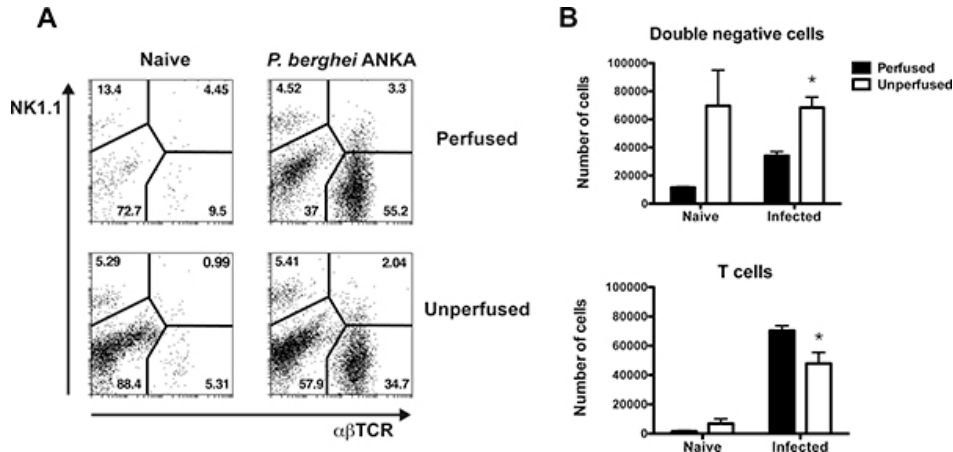 A
Naive
P. berghei ANKA
NK1.1
13.4
4.45
72.7
9.5
4.52
3.3
37
55.2
Perfused
5.29
0.99
88.4
5.31
5.41
2.04
57.9
34.7
Unperfused
αβTCR
B
Double negative cells
Number of cells
100000
80000
60000
40000
20000
0
*
Naive
Infected
Perfused
Unperfused
T cells
Number of cells
100000
80000
60000
40000
20000
0
*
Naive
Infected